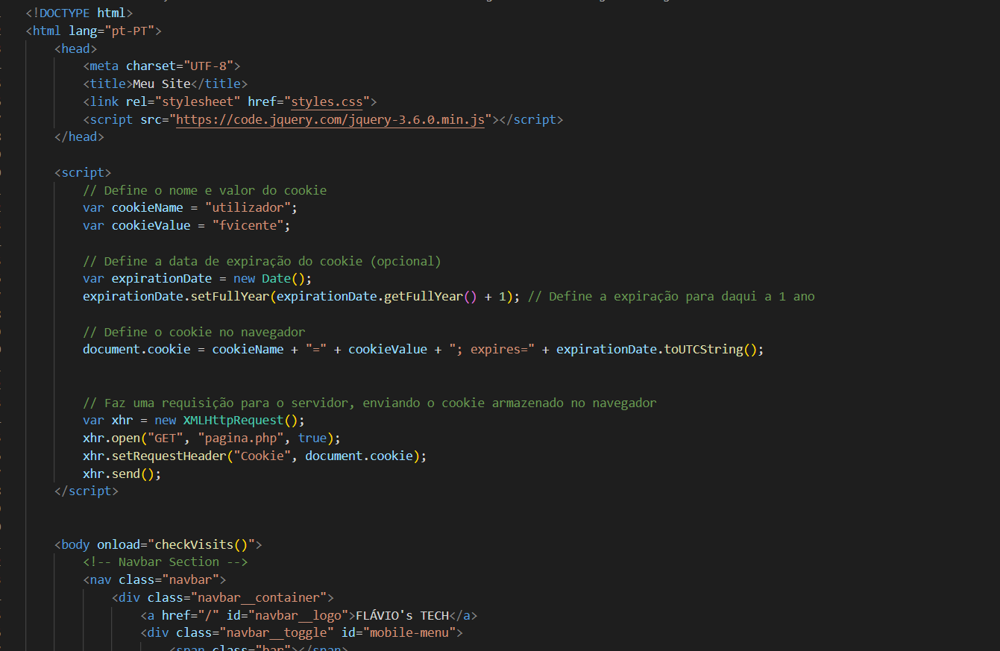 <!DOCTYPE html>
<html lang="pt-PT">
<head>
<meta charset="UTF-8">
<title>Meu Site</title>
<link rel="stylesheet" href="styles.css">
<script src="https://code.jquery.com/jquery-3.6.0.min.js"></script>
</head>
<script>
// Define o nome e valor do cookie
var cookieName = "utilizador";
var cookieValue = "fvicente";
// Define a data de expiração do cookie (opcional)
var expirationDate = new Date();
expirationDate.setFullYear(expirationDate.getFullYear() + 1); // Define a expiração para daqui a 1 ano
// Define o cookie no navegador
document.cookie = cookieName + "=" + cookieValue + "; expires=" + expirationDate.toUTCString();
// Faz uma requisição para o servidor, enviando o cookie armazenado no navegador
var xhr = new XMLHttpRequest();
xhr.open("GET", "pagina.php", true);
xhr.setRequestHeader("Cookie", document.cookie);
xhr.send();
</script>
<body onload="checkVisits()">
<!-- Navbar Section -->
<nav class="navbar">
<div class="navbar__container">
<a href="/" id="navbar__logo">FLÁVIO's TECH</a>
<div class="navbar__toggle" id="mobile-menu">
<span class="bar"></span>